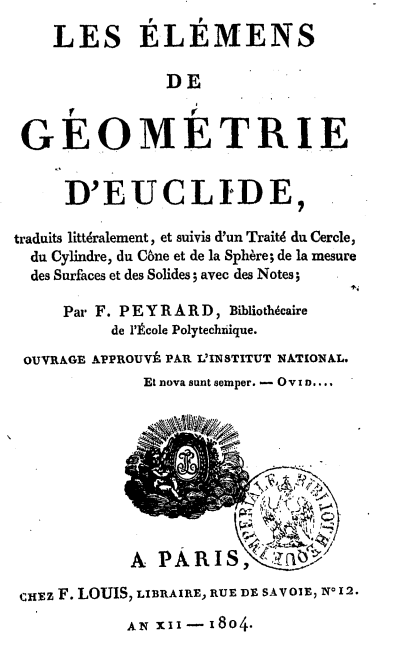 LES ÉLÉMENS
DE
GÉOMÉTRIE
D'EUCLIDE,
traduits littéralement, et suivis d'un Traité du Cercle,
du Cylindre, du Cône et de la Sphère; de la mesure
des Surfaces et des Solides; avec des Notes;
Par F. PEYRARD, Bibliothécaire
de l'École Polytechnique.
OUVRAGE APPROUVÉ PAR L'INSTITUT NATIONAL.
Et nova sunt semper. — OVID....
BIBLIOTHÈQUE IMPÉRIALE
A PARIS,
CHEZ F. LOUIS, LIBRAIRE, RUE DE SAVOIE, N° 12.
AN XII — 1804.